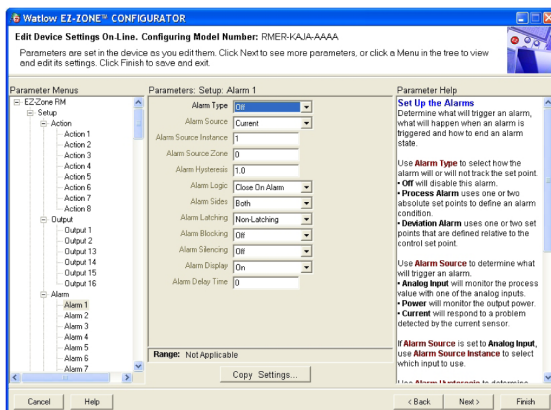 Watlow EZ-ZONE™ CONFIGURATOR
Edit Device Settings On-Line. Configuring Model Number: RMER-KAJA-AAAA
Parameters are set in the device as you edit them. Click Next to see more parameters, or click a Menu in the tree to view
and edit its settings. Click Finish to save and exit.
Parameter Menus
EZ-Zone RM
Setup
Action
Action 1
Action 2
Action 3
Action 4
Action 5
Action 6
Action 7
Action 8
Output
Output 1
Output 2
Output 13
Output 14
Output 15
Output 16
Alarm
Alarm 1
Alarm 2
Alarm 3
Alarm 4
Alarm 5
Alarm 6
Alarm 7
Parameters: Setup: Alarm 1
Alarm Type Off
Alarm Source Current
Alarm Source Instance 1
Alarm Source Zone 0
Alarm Hysteresis 1.0
Alarm Logic Close On Alarm
Alarm Sides Both
Alarm Latching Non-Latching
Alarm Blocking Off
Alarm Silencing Off
Alarm Display On
Alarm Delay Time 0
Range: Not Applicable
Copy Settings...
Parameter Help
Set Up the Alarms
Determine what will trigger an alarm,
what will happen when an alarm is
triggered and how to end an alarm
state.
Use Alarm Type to select how the
alarm will or will not track the set point.
• Off will disable this alarm.
• Process Alarm uses one or two
absolute set points to define an alarm
condition.
• Deviation Alarm uses one or two set
points that are defined relative to the
control set point.
Use Alarm Source to determine what
will trigger an alarm.
• Analog Input will monitor the process
value with one of the analog inputs.
• Power will monitor the output power.
• Current will respond to a problem
detected by the current sensor.
If Alarm Source is set to Analog Input,
use Alarm Source Instance to select
which input to use.
Use Alarm Hysteresis to determine
Cancel
Help
< Back
Next >
Finish